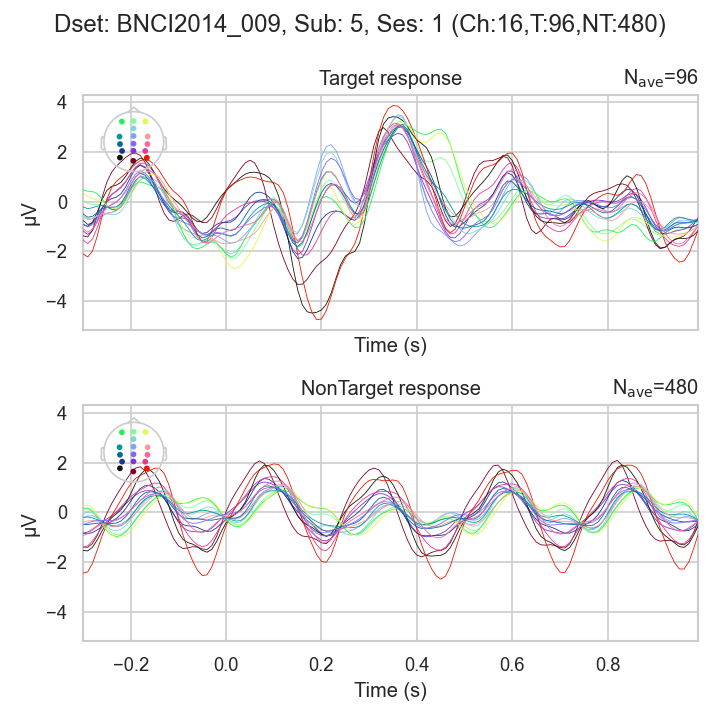 Dset: BNCI2014_009, Sub: 5, Ses: 1 (Ch:16,T:96,NT:480)
Target response
N_ave=96
4
2
0
−2
−4
µV
Time (s)
NonTarget response
N_ave=480
4
2
0
−2
−4
µV
−0.2 0.0 0.2 0.4 0.6 0.8
Time (s)